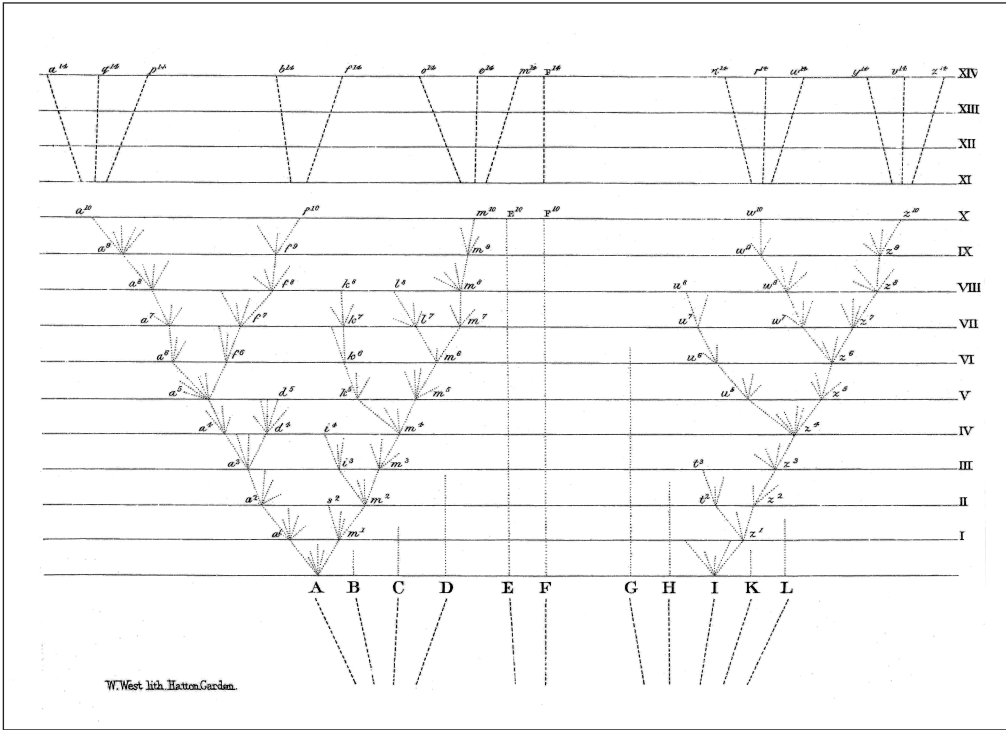 a¹⁴ q¹⁴ p¹⁴ b¹⁴ f¹⁴ o¹⁴ e¹⁴ m¹⁴ F¹⁴ n¹⁴ r¹⁴ w¹⁴ y¹⁴ v¹⁴ z¹⁴ XIV
XIII
XII
XI
a¹⁰ f¹⁰ m¹⁰ E¹⁰ F¹⁰ w¹⁰ z¹⁰ X
a⁹ f⁹ m⁹ w⁹ z⁹ IX
a⁸ f⁸ k⁸ l⁸ m⁸ u⁸ w⁸ z⁸ VIII
a⁷ f⁷ k⁷ l⁷ m⁷ u⁷ w⁷ z⁷ VII
a⁶ f⁶ k⁶ m⁶ u⁶ z⁶ VI
a⁵ d⁵ k⁵ m⁵ u⁵ z⁵ V
a⁴ d⁴ i⁴ m⁴ z⁴ IV
a³ i³ m³ t³ z³ III
a² s² m² t² z² II
a¹ m¹ z¹ I
A B C D E F G H I K L
W. West lith. Hatton Garden.